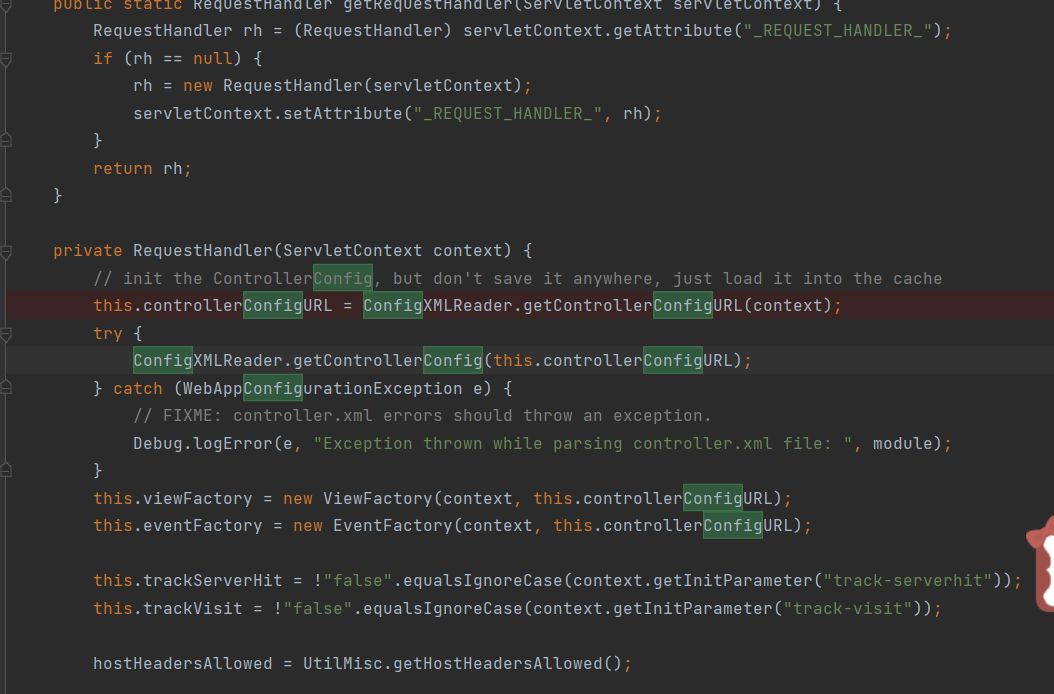 public static RequestHandler getRequestHandler(ServletContext servletContext) {
RequestHandler rh = (RequestHandler) servletContext.getAttribute("_REQUEST_HANDLER_");
if (rh == null) {
rh = new RequestHandler(servletContext);
servletContext.setAttribute("_REQUEST_HANDLER_", rh);
}
return rh;
}
private RequestHandler(ServletContext context) {
// init the ControllerConfig, but don't save it anywhere, just load it into the cache
this.controllerConfigURL = ConfigXMLReader.getControllerConfigURL(context);
try {
ConfigXMLReader.getControllerConfig(this.controllerConfigURL);
} catch (WebAppConfigurationException e) {
// FIXME: controller.xml errors should throw an exception.
Debug.logError(e, "Exception thrown while parsing controller.xml file: ", module);
}
this.viewFactory = new ViewFactory(context, this.controllerConfigURL);
this.eventFactory = new EventFactory(context, this.controllerConfigURL);
this.trackServerHit = !"false".equalsIgnoreCase(context.getInitParameter("track-serverhit"));
this.trackVisit = !"false".equalsIgnoreCase(context.getInitParameter("track-visit"));
hostHeadersAllowed = UtilMisc.getHostHeadersAllowed();